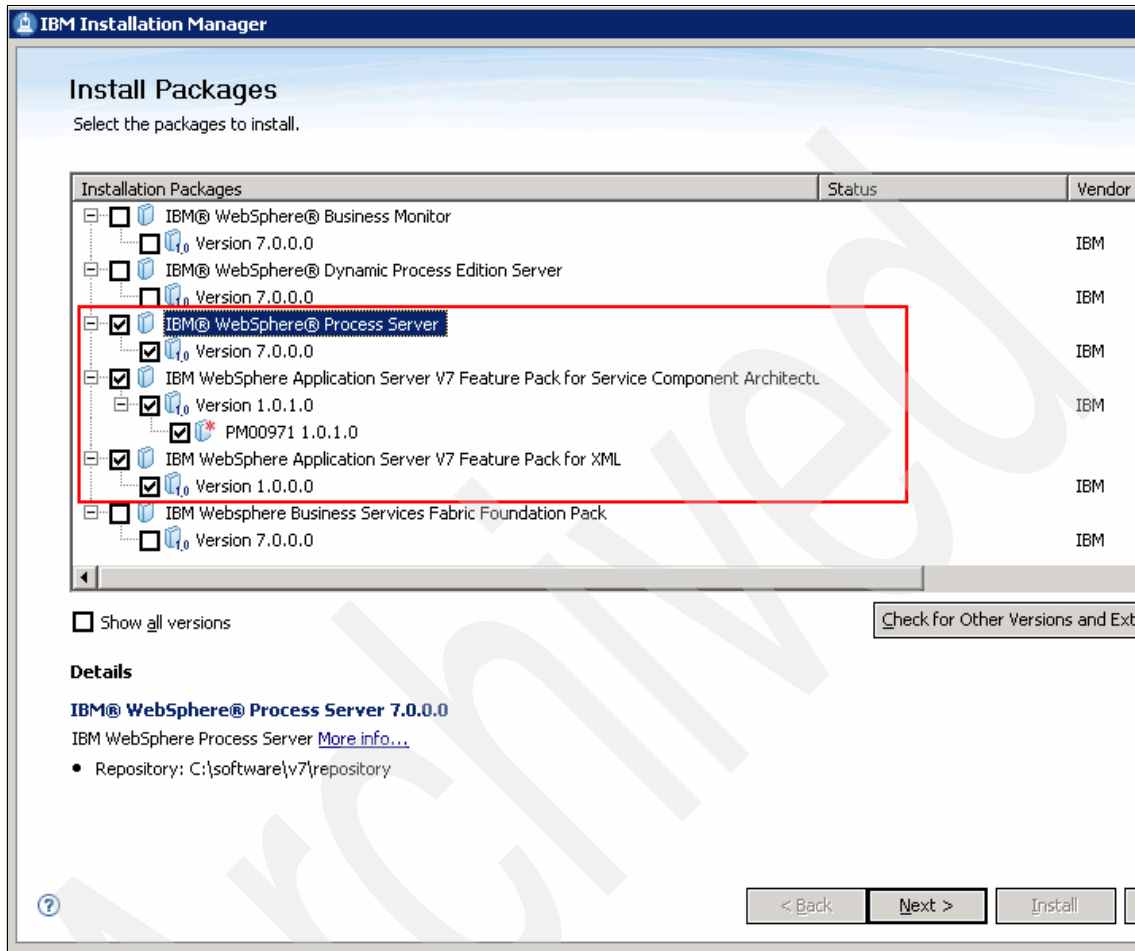 IBM Installation Manager
Install Packages
Select the packages to install.
Installation Packages Status Vendor
IBM® WebSphere® Business Monitor
Version 7.0.0.0 IBM
IBM® WebSphere® Dynamic Process Edition Server
Version 7.0.0.0 IBM
IBM® WebSphere® Process Server
Version 7.0.0.0 IBM
IBM WebSphere Application Server V7 Feature Pack for Service Component Architectu
Version 1.0.1.0 IBM
PM00971 1.0.1.0
IBM WebSphere Application Server V7 Feature Pack for XML
Version 1.0.0.0 IBM
IBM Websphere Business Services Fabric Foundation Pack
Version 7.0.0.0 IBM
Show all versions Check for Other Versions and Ext
Details
IBM® WebSphere® Process Server 7.0.0.0
IBM WebSphere Process Server More info...
• Repository: C:\software\v7\repository
? < Back Next > Install
Archived